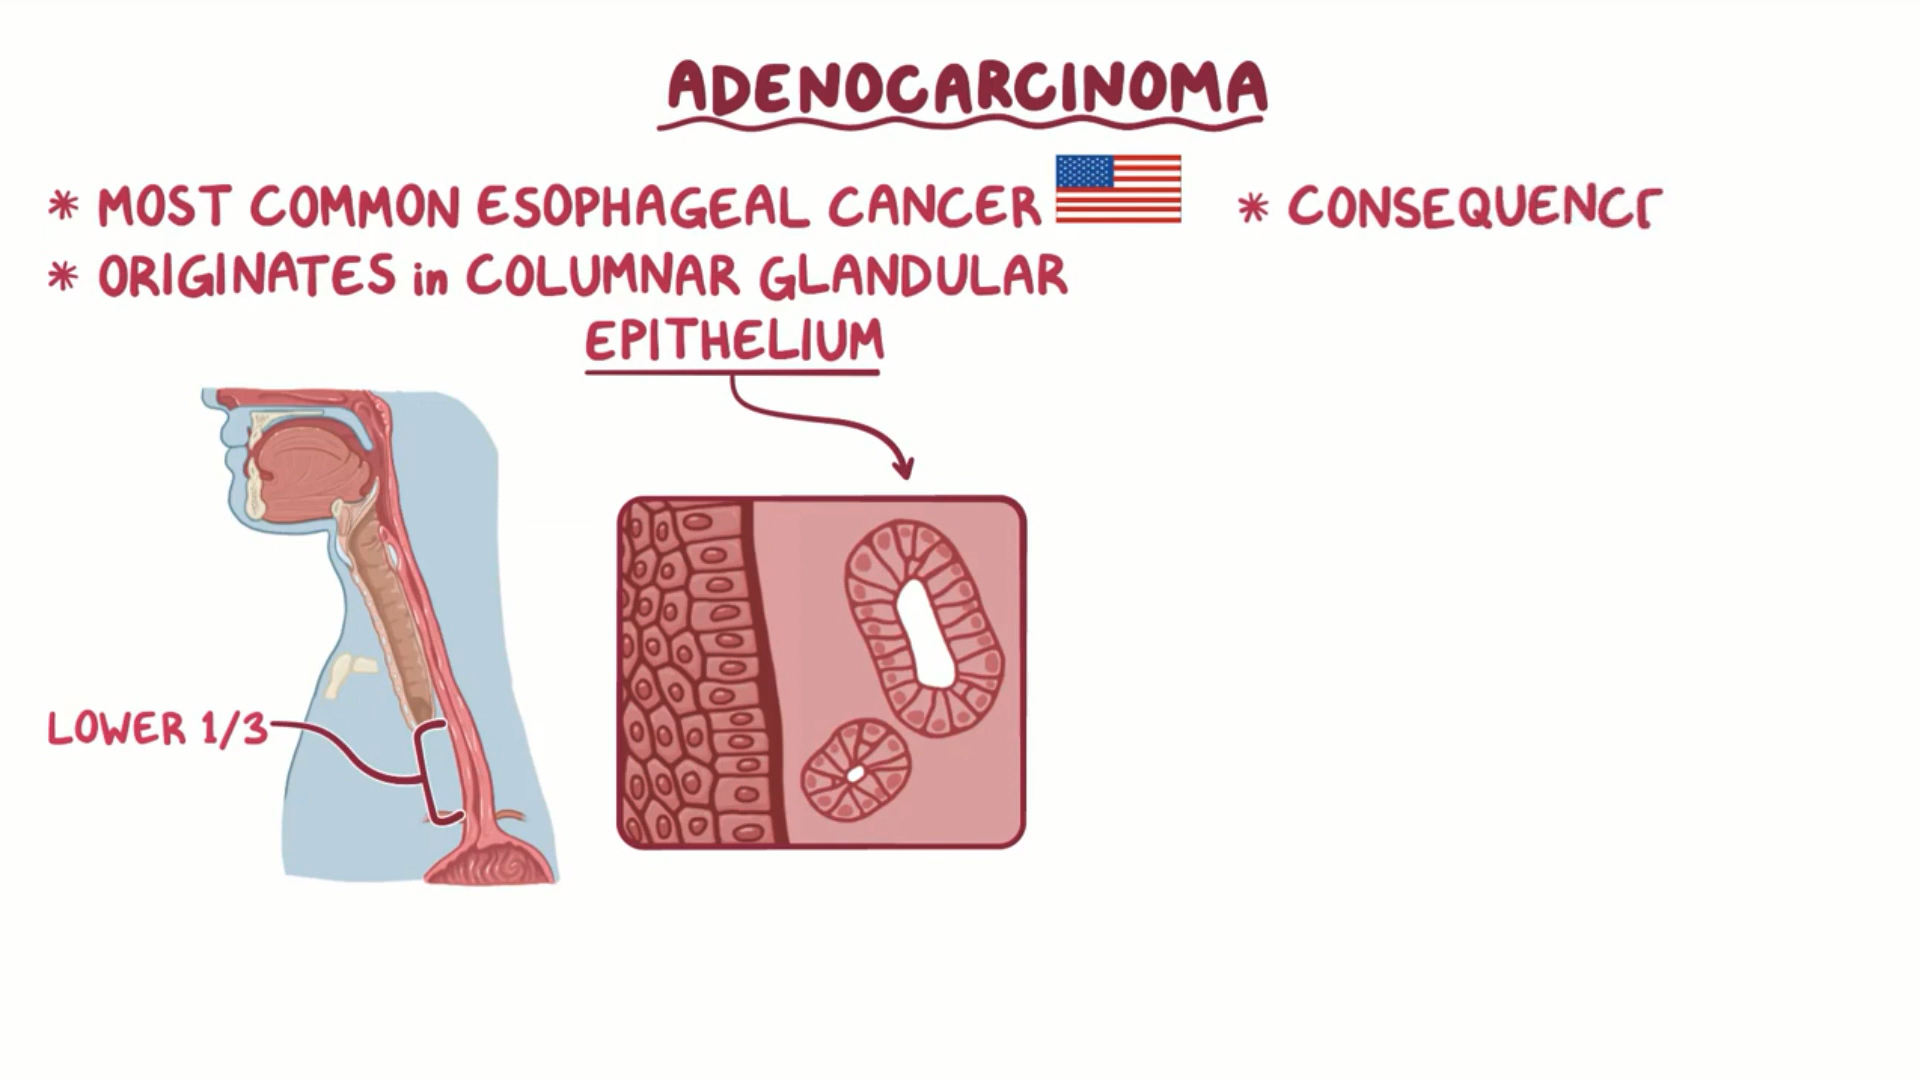 ADENOCARCINOMA
* MOST COMMON ESOPHAGEAL CANCER
* ORIGINATES in COLUMNAR GLANDULAR
EPITHELIUM
* CONSEQUENC
LOWER 1/3